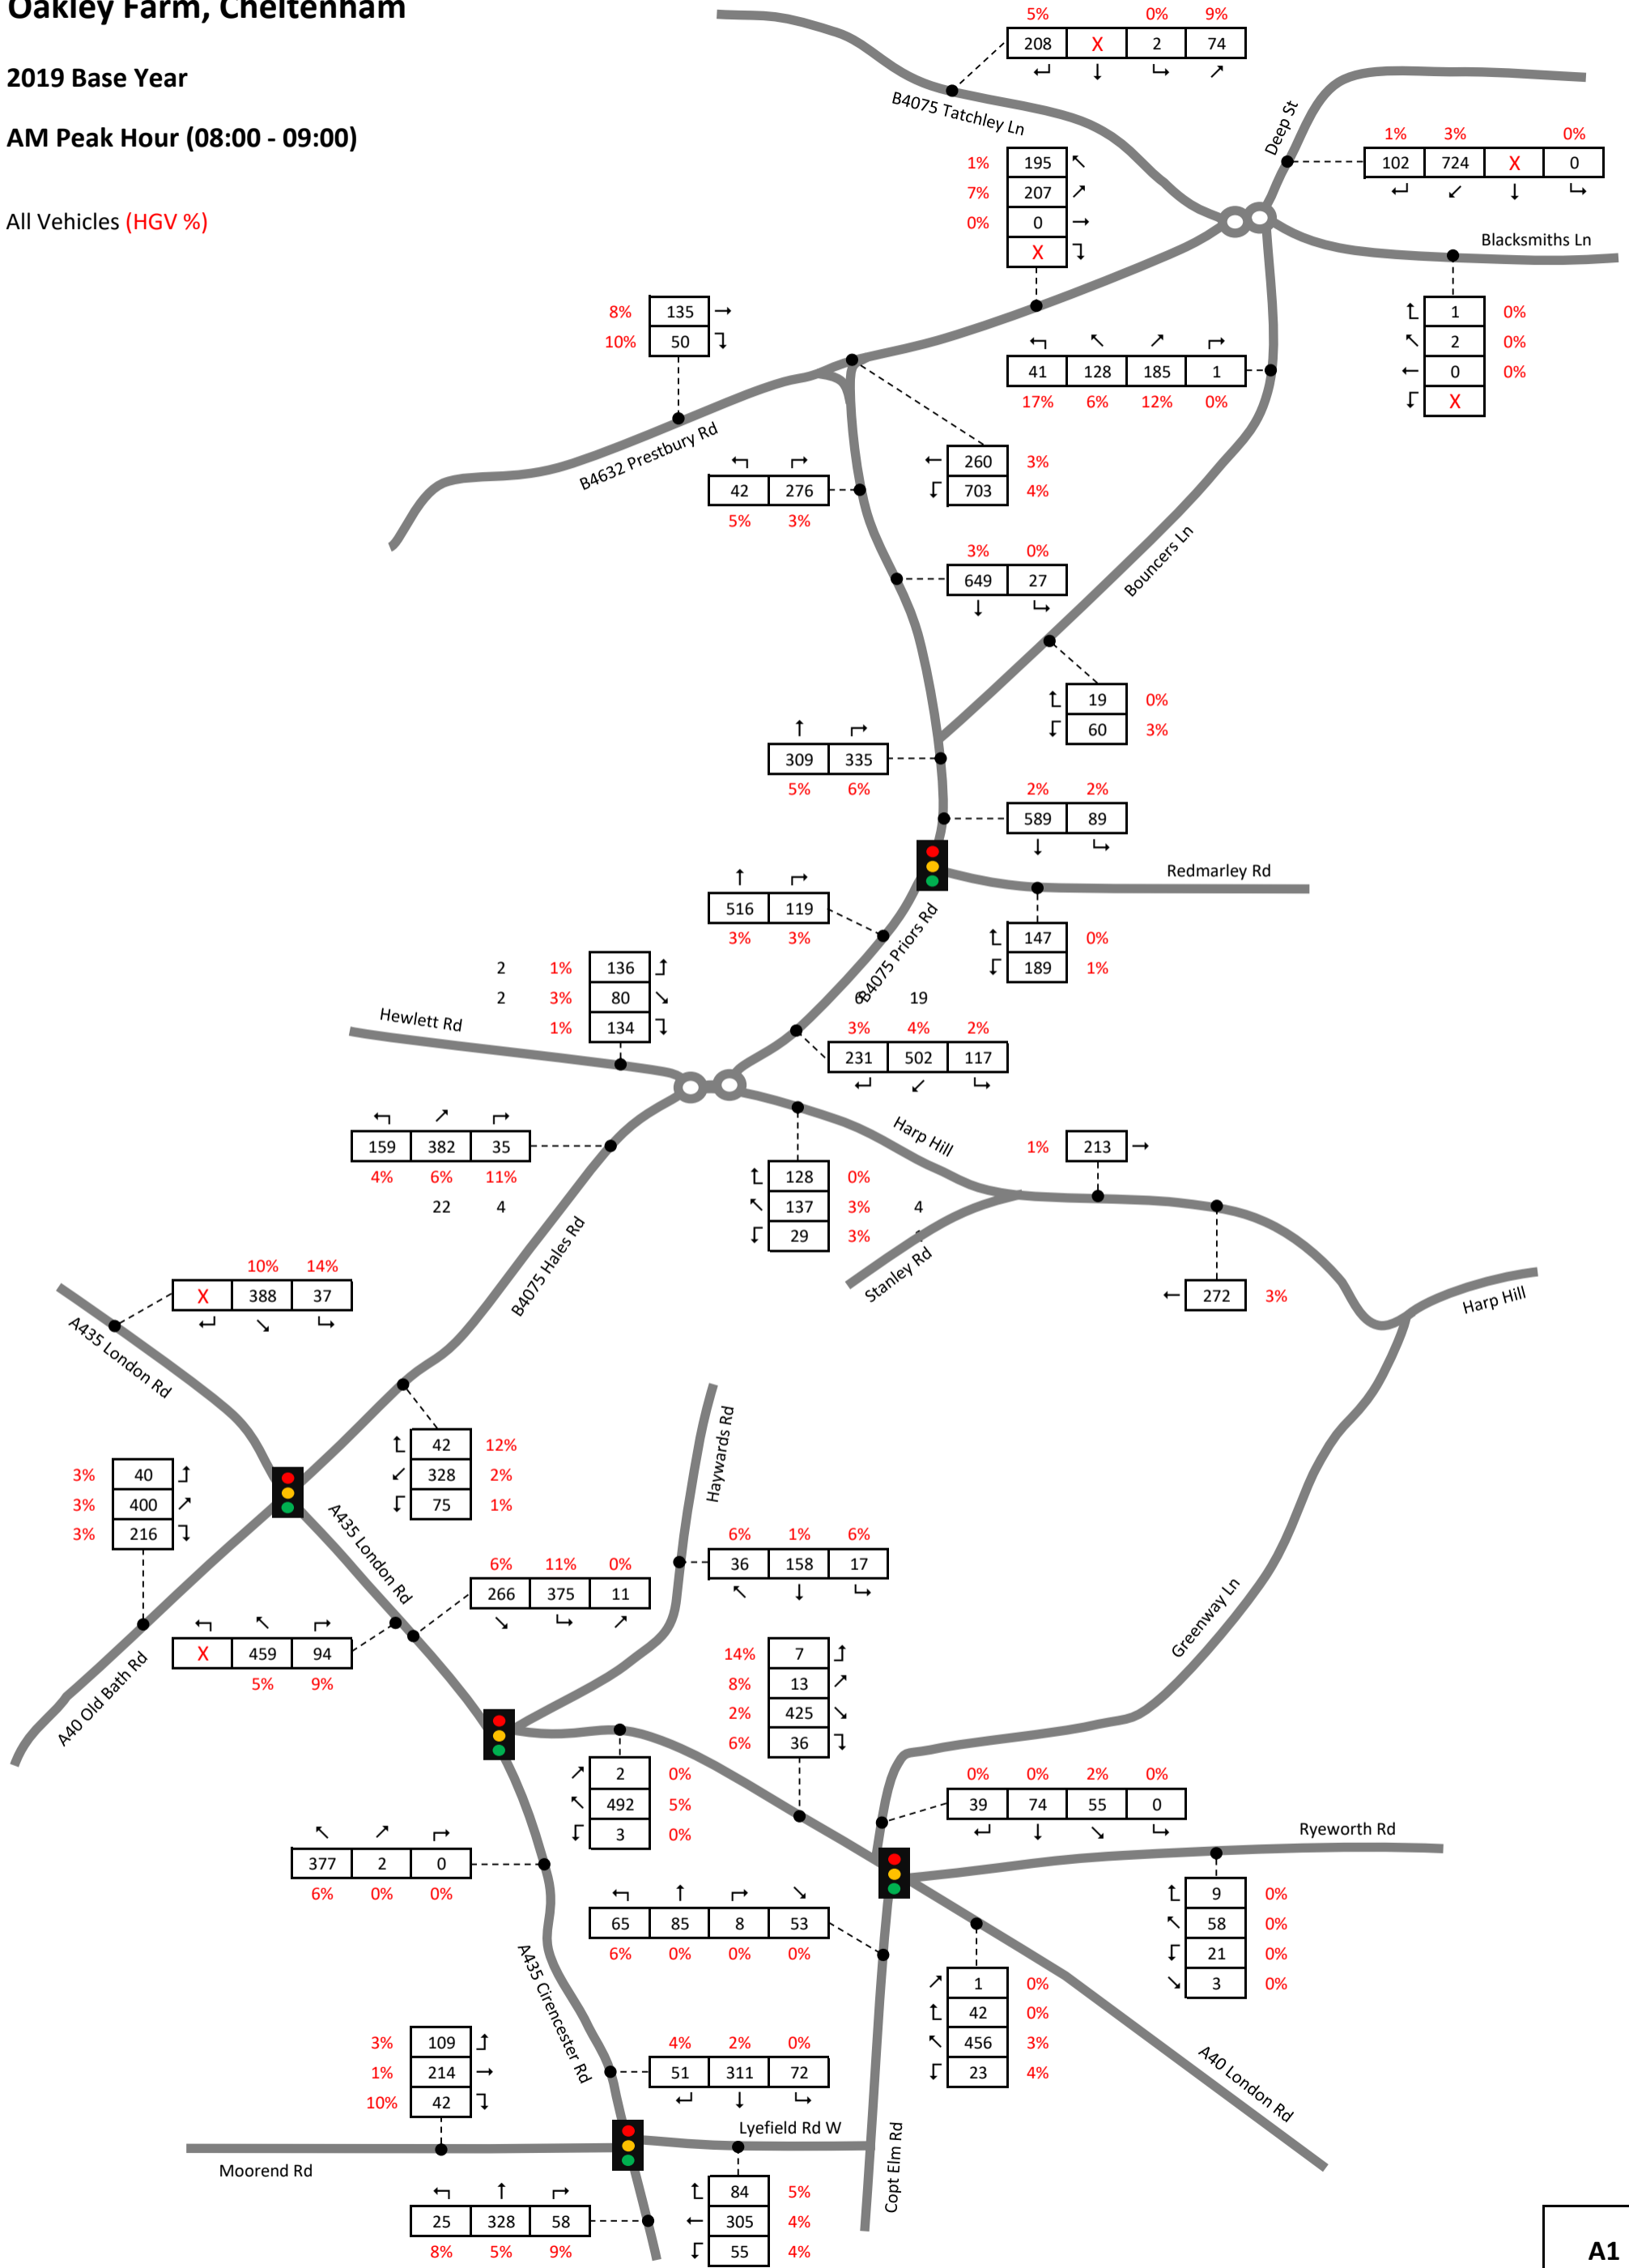 Oakley Farm, Cheltenham
2019 Base Year
AM Peak Hour (08:00 - 09:00)
All Vehicles (HGV %)
5% 0% 9%
208 X 2 74
B4075 Tatchley Ln
Deep St
1% 3% 0%
102 724 X 0
1% 195
7% 207
0% 0
X
Blacksmiths Ln
1 0%
2 0%
0 0%
X
8% 135
10% 50
B4632 Prestbury Rd
41 128 185 1
17% 6% 12% 0%
260 3%
703 4%
42 276
5% 3%
Bouncers Ln
3% 0%
649 27
19 0%
60 3%
309 335
5% 6%
2% 2%
589 89
Redmarley Rd
516 119
3% 3%
B4075 Priors Rd
147 0%
189 1%
2 1% 136
2 3% 80
1% 134
Hewlett Rd
6 19
3% 4% 2%
231 502 117
159 382 35
4% 6% 11%
22 4
Harp Hill
1% 213
128 0%
137 3% 4
29 3%
Stanley Rd
B4075 Hales Rd
272 3%
Harp Hill
10% 14%
X 388 37
A435 London Rd
42 12%
328 2%
75 1%
3% 40
3% 400
3% 216
Haywards Rd
A435 London Rd
6% 11% 0%
266 375 11
6% 1% 6%
36 158 17
X 459 94
5% 9%
A40 Old Bath Rd
Greenway Ln
14% 7
8% 13
2% 425
6% 36
2 0%
492 5%
3 0%
0% 0% 2% 0%
39 74 55 0
Ryeworth Rd
377 2 0
6% 0% 0%
65 85 8 53
6% 0% 0% 0%
9 0%
58 0%
21 0%
3 0%
A435 Cirencester Rd
1 0%
42 0%
456 3%
23 4%
A40 London Rd
3% 109
1% 214
10% 42
4% 2% 0%
51 311 72
Lyefield Rd W
Moorend Rd
Copt Elm Rd
25 328 58
8% 5% 9%
84 5%
305 4%
55 4%
A1